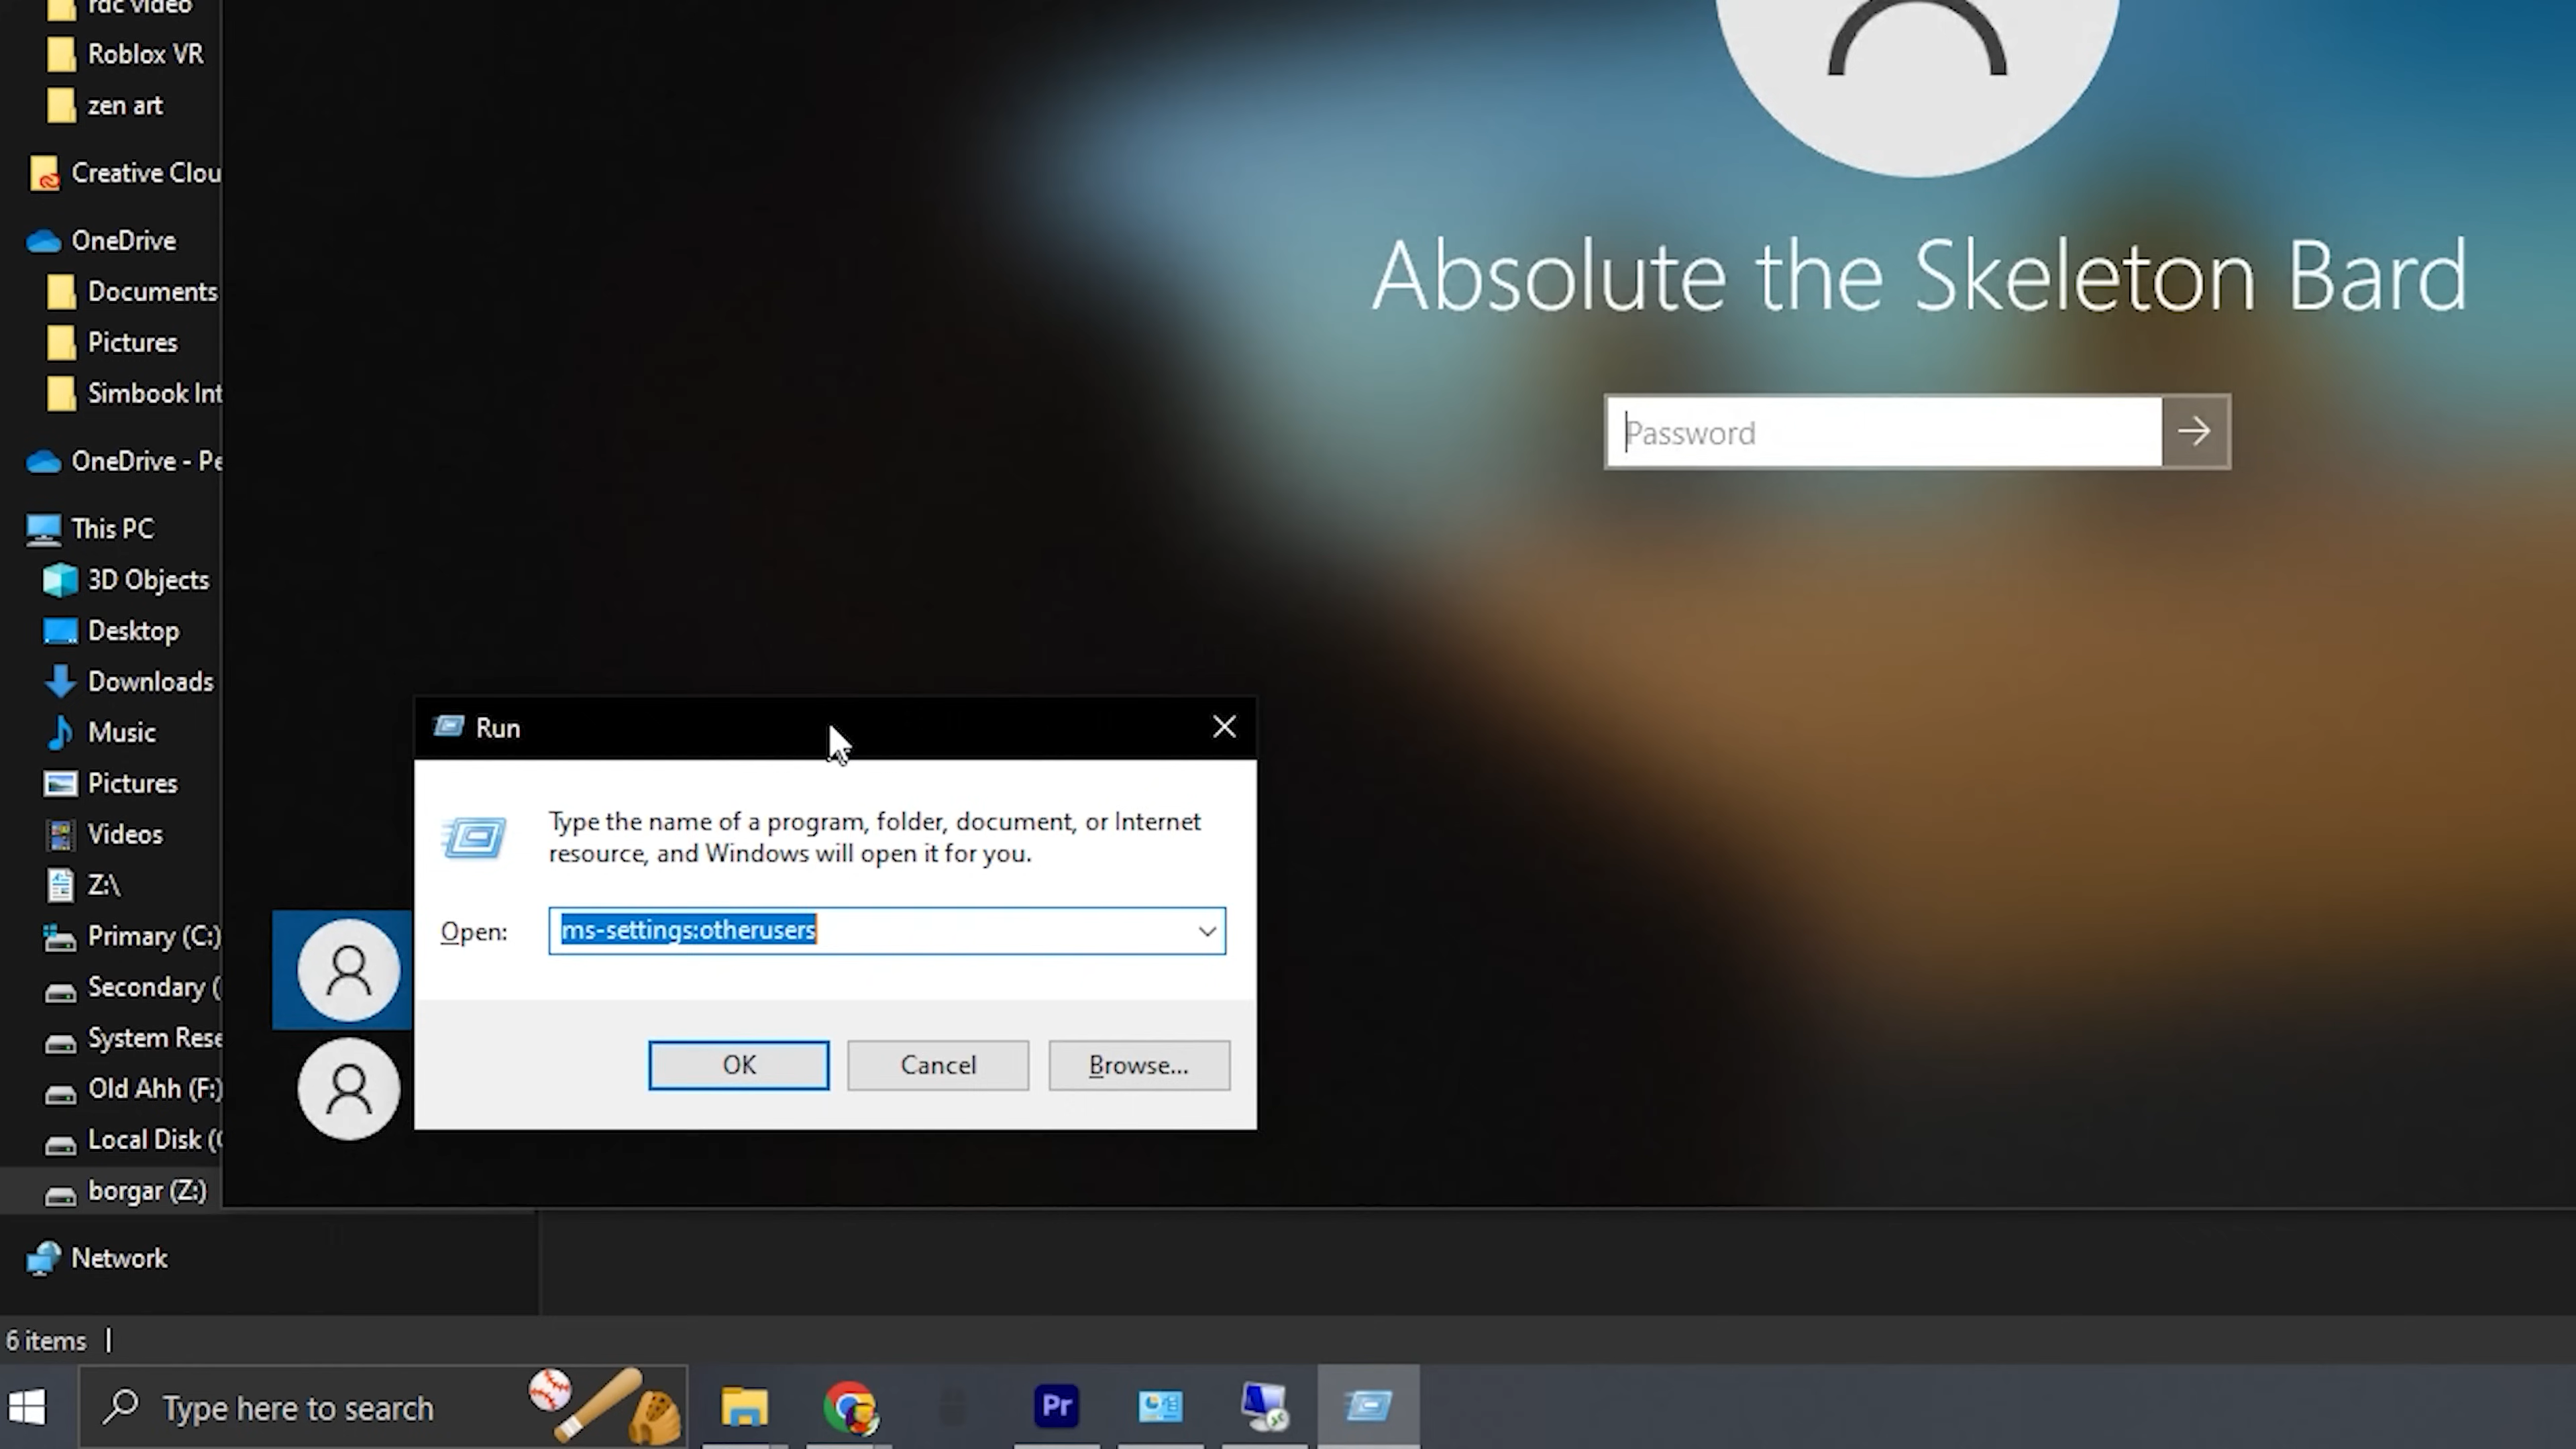 rdc video
Roblox VR
zen art
Creative Clou
OneDrive
Documents
Pictures
Simbook Int
OneDrive - Pe
This PC
3D Objects
Desktop
Downloads
Music
Pictures
Videos
Z:\
Primary (C:)
Secondary (
System Rese
Old Ahh (F:)
Local Disk (
borgar (Z:)
Network
6 items
Absolute the Skeleton Bard
Password
Run
Type the name of a program, folder, document, or Internet
resource, and Windows will open it for you.
Open: ms-settings:otherusers
OK Cancel Browse...
Type here to search
Pr